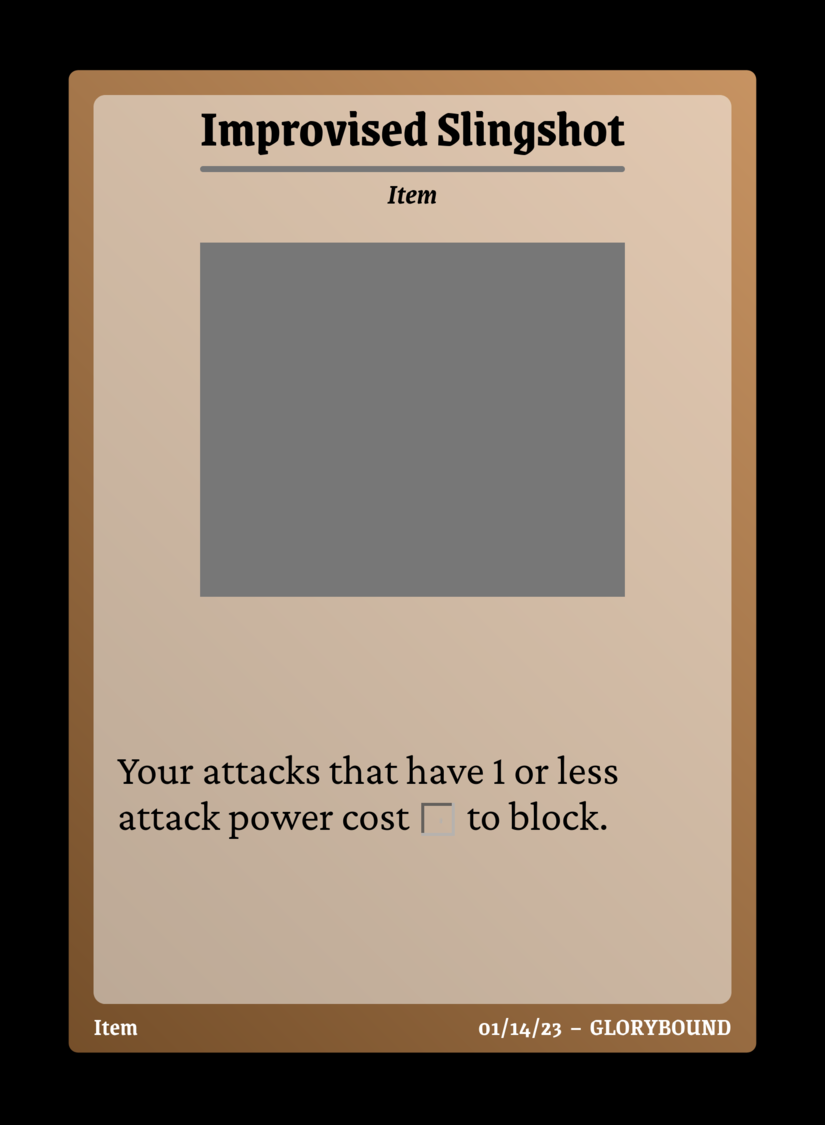 Improvised Slingshot
Item
Your attacks that have 1 or less
attack power cost to block.
Item
01/14/23 – GLORYBOUND